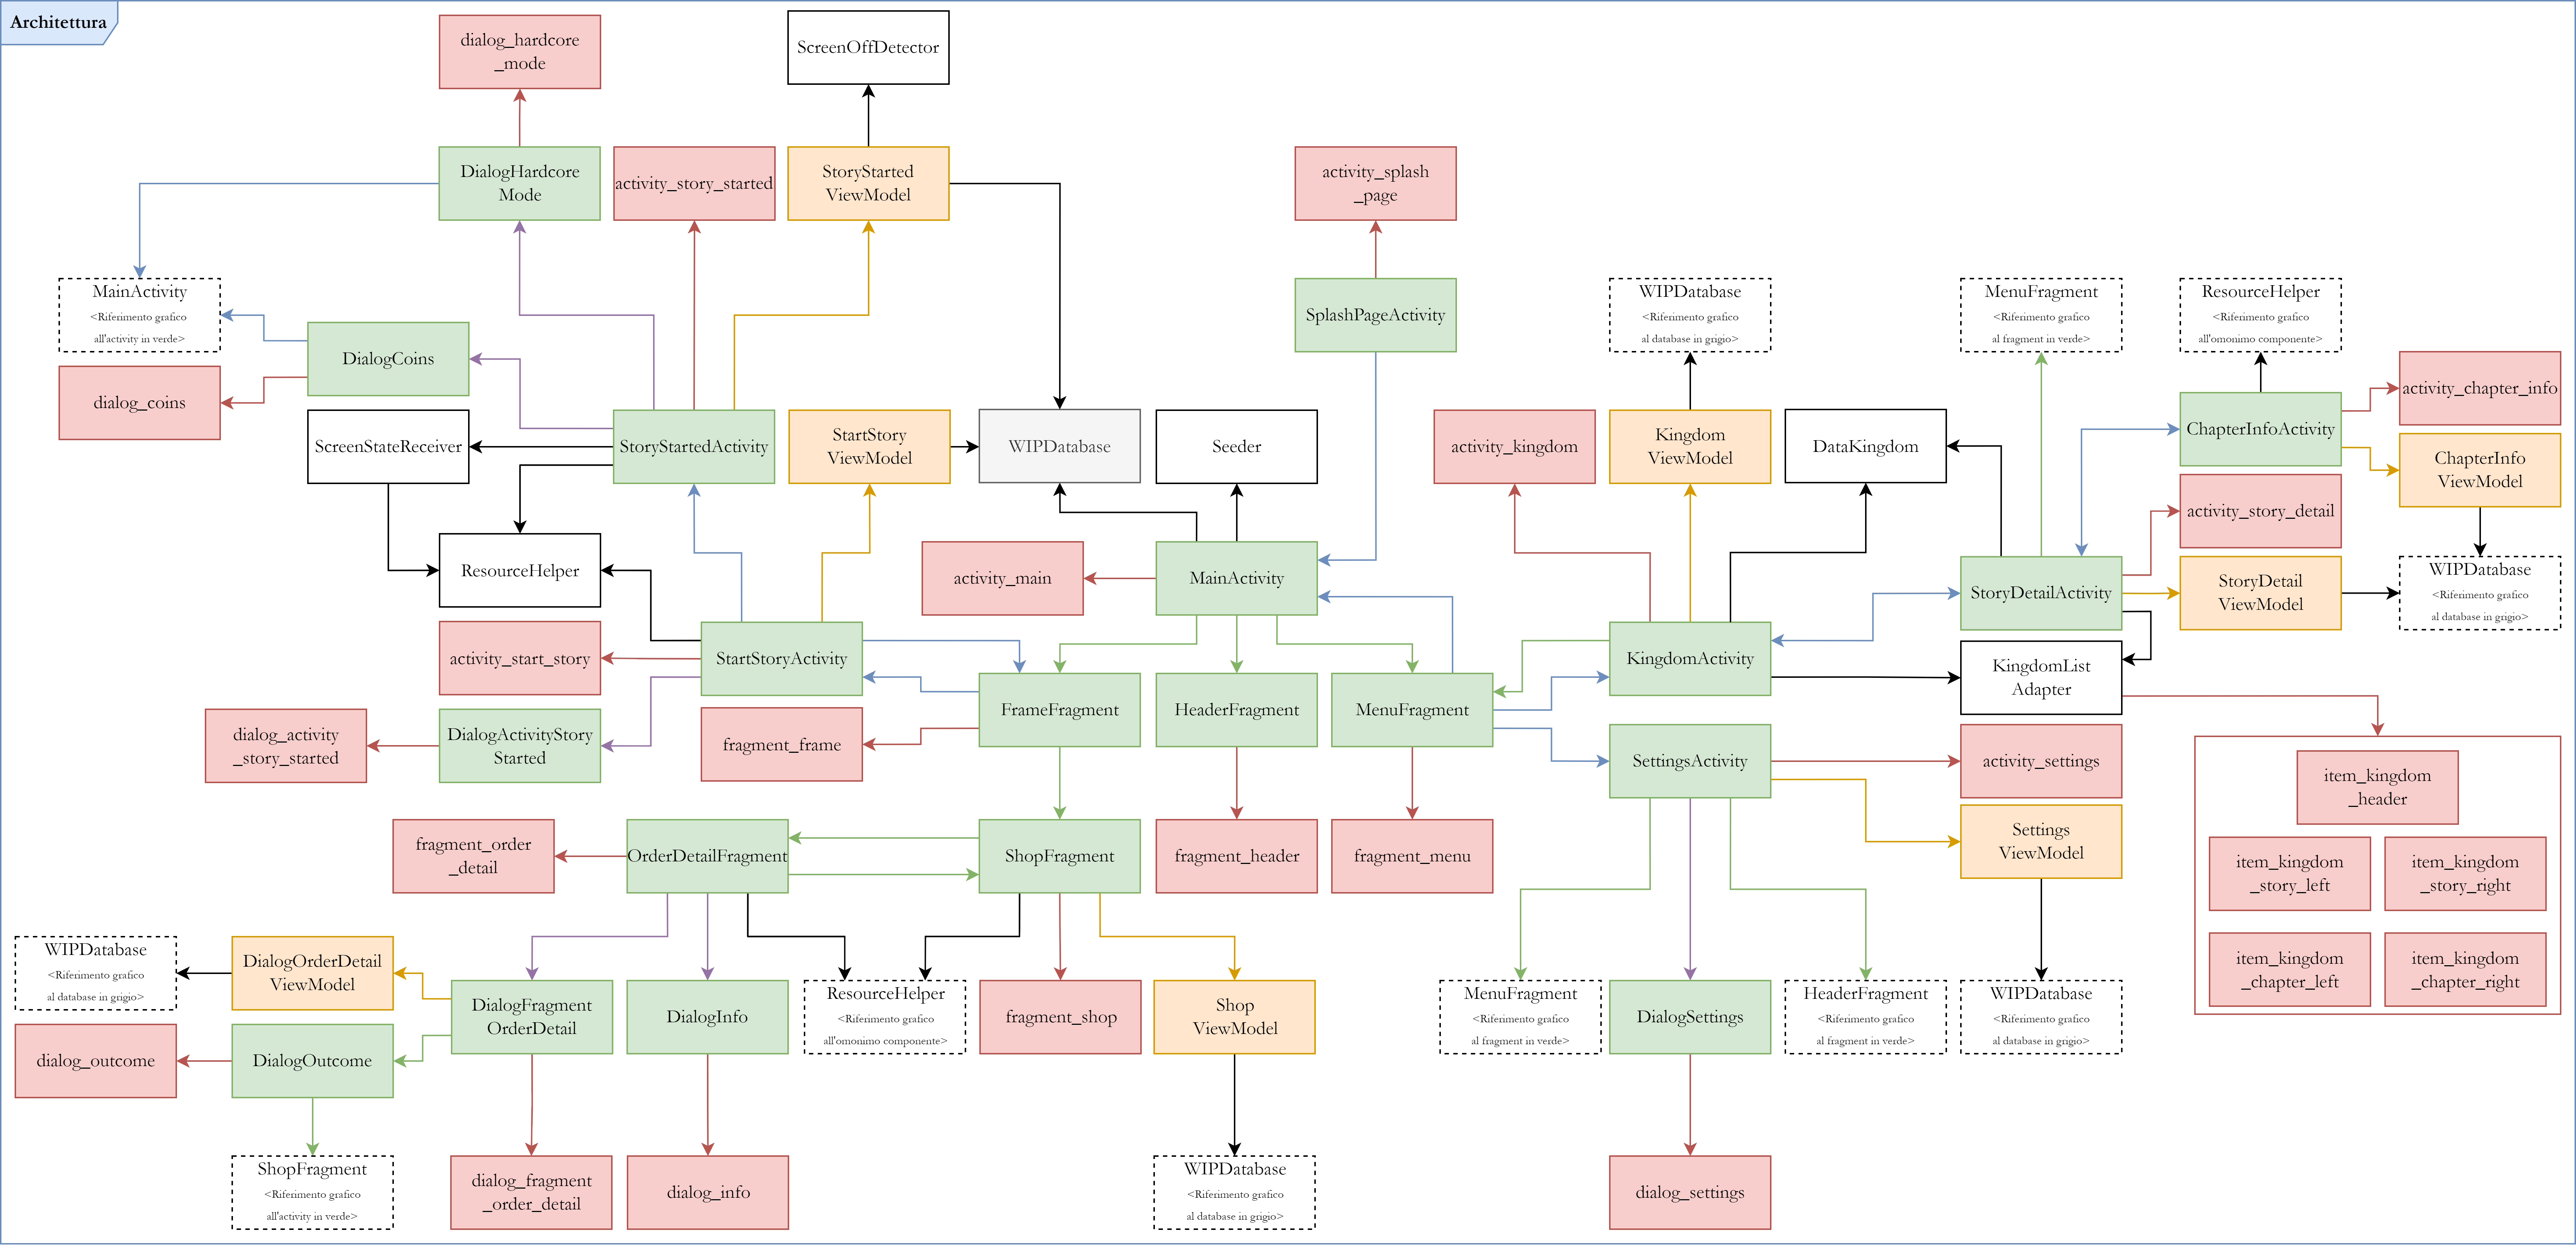 Architettura
dialog_hardcore
_mode
ScreenOffDetector
DialogHardcore
Mode
activity_story_started
StoryStarted
ViewModel
activity_splash
_page
MainActivity
<Riferimento grafico
all'activity in verde>
DialogCoins
dialog_coins
SplashPageActivity
WIPDatabase
<Riferimento grafico
al database in grigio>
MenuFragment
<Riferimento grafico
al fragment in verde>
ResourceHelper
<Riferimento grafico
all'omonimo componente>
activity_chapter_info
ScreenStateReceiver
StoryStartedActivity
StartStory
ViewModel
WIPDatabase
Seeder
activity_kingdom
Kingdom
ViewModel
DataKingdom
ChapterInfoActivity
ChapterInfo
ViewModel
activity_story_detail
ResourceHelper
activity_main
MainActivity
StoryDetailActivity
StoryDetail
ViewModel
WIPDatabase
<Riferimento grafico
al database in grigio>
activity_start_story
StartStoryActivity
KingdomActivity
KingdomList
Adapter
dialog_activity
_story_started
DialogActivityStory
Started
fragment_frame
FrameFragment
HeaderFragment
MenuFragment
SettingsActivity
activity_settings
item_kingdom
_header
fragment_order
_detail
OrderDetailFragment
ShopFragment
fragment_header
fragment_menu
Settings
ViewModel
item_kingdom
_story_left
item_kingdom
_story_right
WIPDatabase
<Riferimento grafico
al database in grigio>
DialogOrderDetail
ViewModel
item_kingdom
_chapter_left
item_kingdom
_chapter_right
DialogFragment
OrderDetail
DialogInfo
ResourceHelper
<Riferimento grafico
all'omonimo componente>
fragment_shop
Shop
ViewModel
MenuFragment
<Riferimento grafico
al fragment in verde>
DialogSettings
HeaderFragment
<Riferimento grafico
al fragment in verde>
WIPDatabase
<Riferimento grafico
al database in grigio>
dialog_outcome
DialogOutcome
ShopFragment
<Riferimento grafico
all'activity in verde>
dialog_fragment
_order_detail
dialog_info
WIPDatabase
<Riferimento grafico
al database in grigio>
dialog_settings